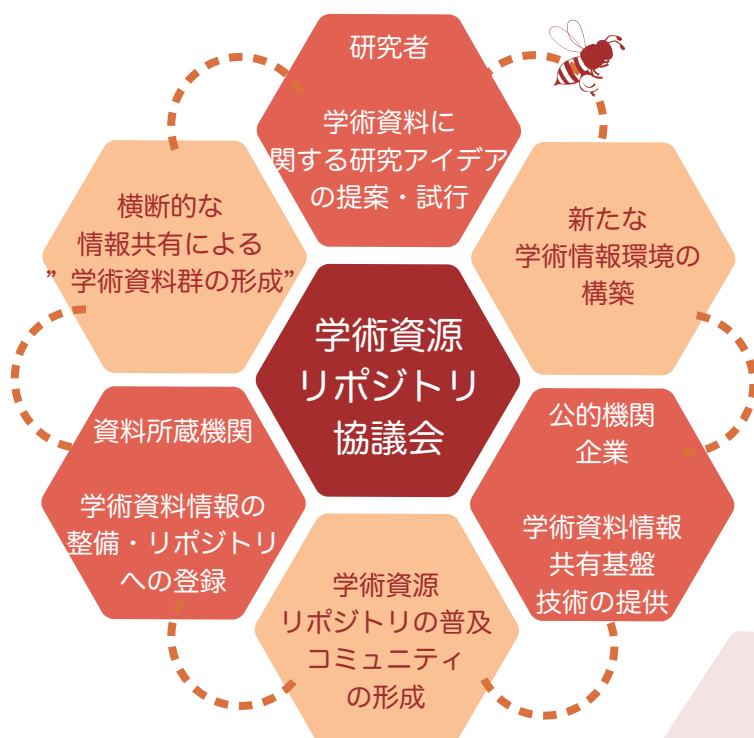 研究者
学術資料に
関する研究アイデア
の提案・試行
横断的な
情報共有による
”学術資料群の形成”
新たな
学術情報環境の
構築
学術資源
リポジトリ
協議会
資料所蔵機関
学術資料情報の
整備・リポジトリ
への登録
公的機関
企業
学術資料情報
共有基盤
技術の提供
学術資源
リポジトリの普及
コミュニティ
の形成